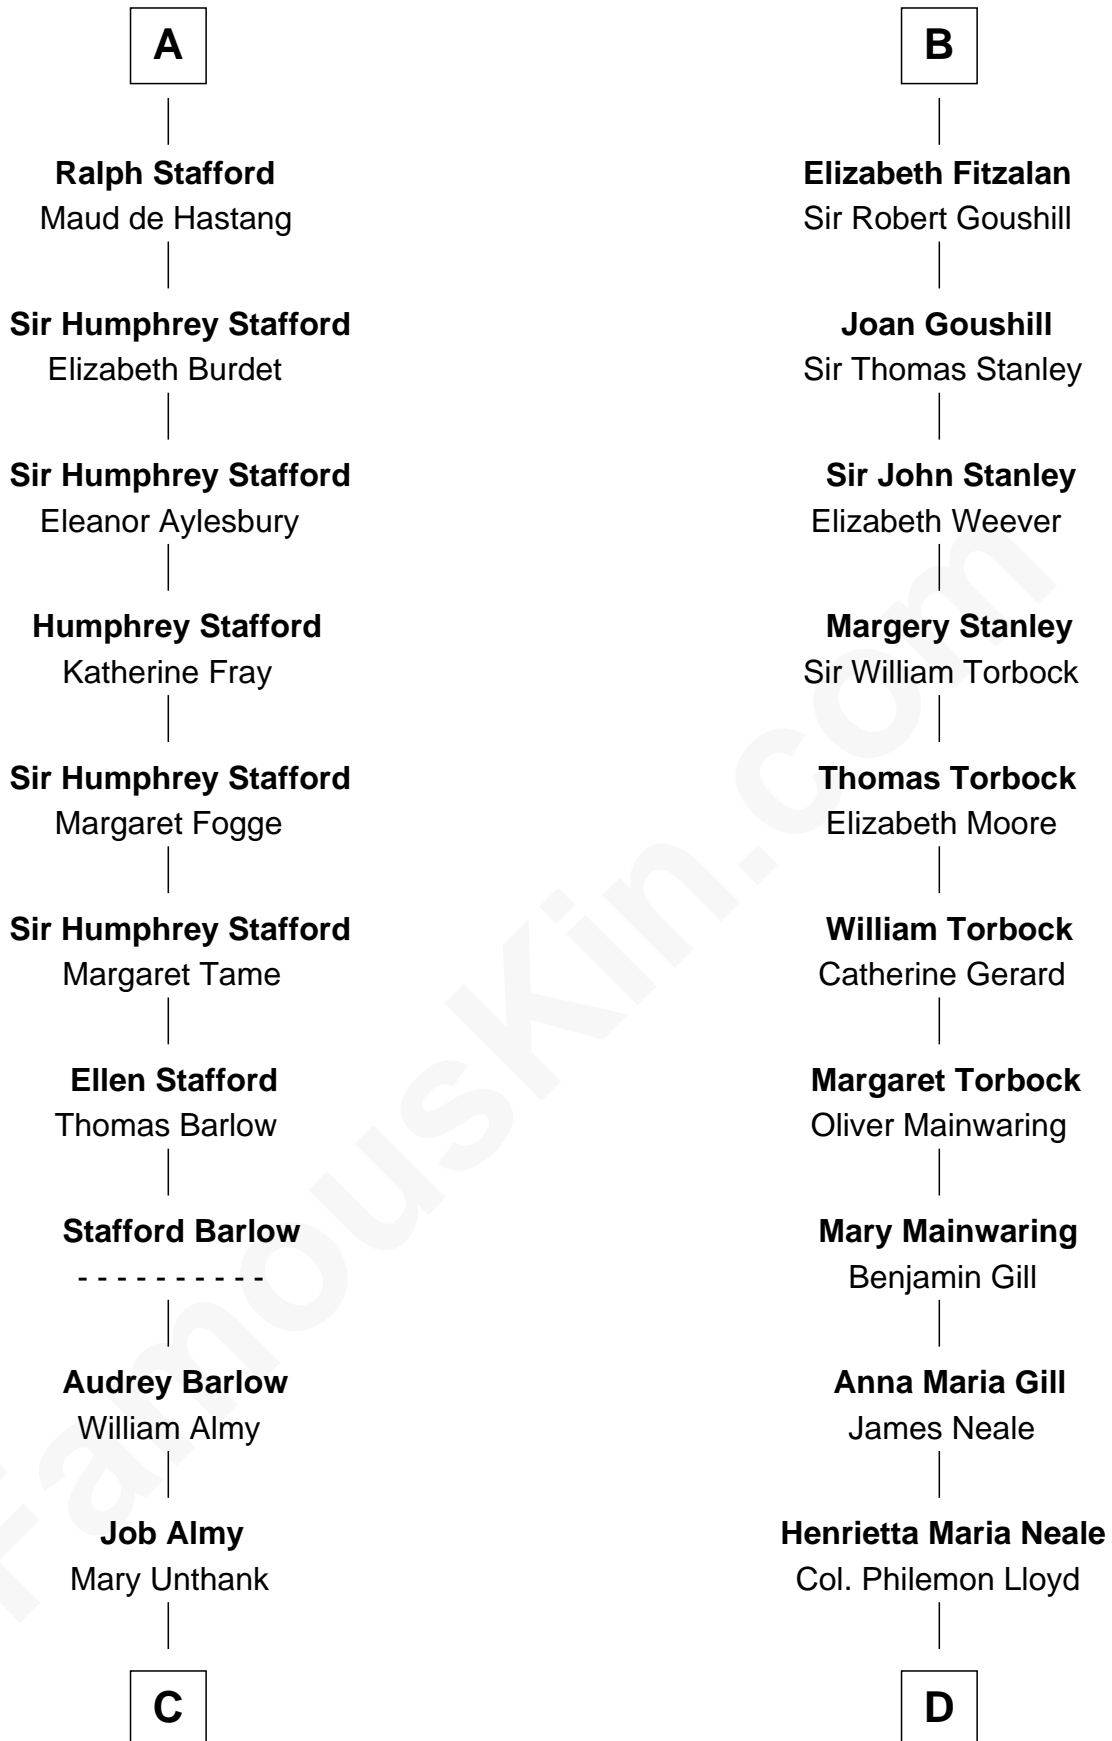 A
Ralph Stafford
Maud de Hastang
Sir Humphrey Stafford
Elizabeth Burdet
Sir Humphrey Stafford
Eleanor Aylesbury
Humphrey Stafford
Katherine Fray
Sir Humphrey Stafford
Margaret Fogge
Sir Humphrey Stafford
Margaret Tame
Ellen Stafford
Thomas Barlow
Stafford Barlow
- - - - - - - - - -
Audrey Barlow
William Almy
Job Almy
Mary Unthank
C
B
Elizabeth Fitzalan
Sir Robert Goushill
Joan Goushill
Sir Thomas Stanley
Sir John Stanley
Elizabeth Weever
Margery Stanley
Sir William Torbock
Thomas Torbock
Elizabeth Moore
William Torbock
Catherine Gerard
Margaret Torbock
Oliver Mainwaring
Mary Mainwaring
Benjamin Gill
Anna Maria Gill
James Neale
Henrietta Maria Neale
Col. Philemon Lloyd
D
FamousKin.com